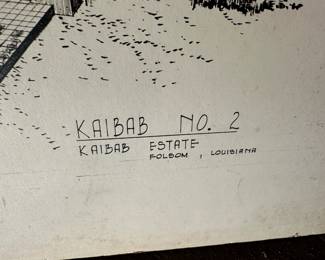 KAIBAB NO. 2
KAIBAB ESTATE
FOLSOM, LOUISIANA